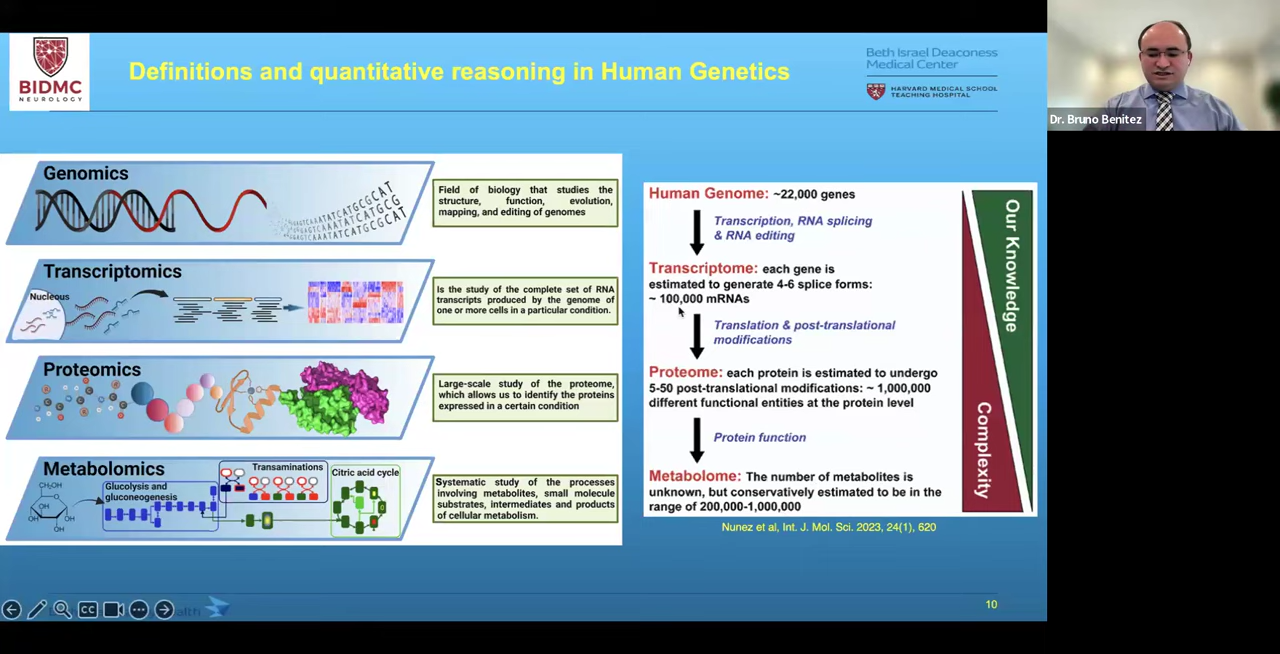 BIDMC
NEUROLOGY
Definitions and quantitative reasoning in Human Genetics
Beth Israel Deaconess
Medical Center
HARVARD MEDICAL SCHOOL
TEACHING HOSPITAL
Dr. Bruno Benitez
Genomics
Field of biology that studies the
structure, function, evolution,
mapping, and editing of genomes
Transcriptomics
Nucleous
Is the study of the complete set of RNA
transcripts produced by the genome of
one or more cells in a particular condition.
Proteomics
Large-scale study of the proteome,
which allows us to identify the proteins
expressed in a certain condition
Metabolomics
Glucolysis and
gluconeogenesis
Transaminations
Citric acid cycle
CH₂OH
OH
OH
OH
Systematic study of the processes
involving metabolites, small molecule
substrates, intermediates and products
of cellular metabolism.
Human Genome: ~22,000 genes
Transcription, RNA splicing
& RNA editing
Transcriptome: each gene is
estimated to generate 4-6 splice forms:
~ 100,000 mRNAs
Translation & post-translational
modifications
Proteome: each protein is estimated to undergo
5-50 post-translational modifications: ~ 1,000,000
different functional entities at the protein level
Protein function
Metabolome: The number of metabolites is
unknown, but conservatively estimated to be in the
range of 200,000-1,000,000
Our Knowledge
Complexity
Nunez et al, Int. J. Mol. Sci. 2023, 24(1), 620
CC
10